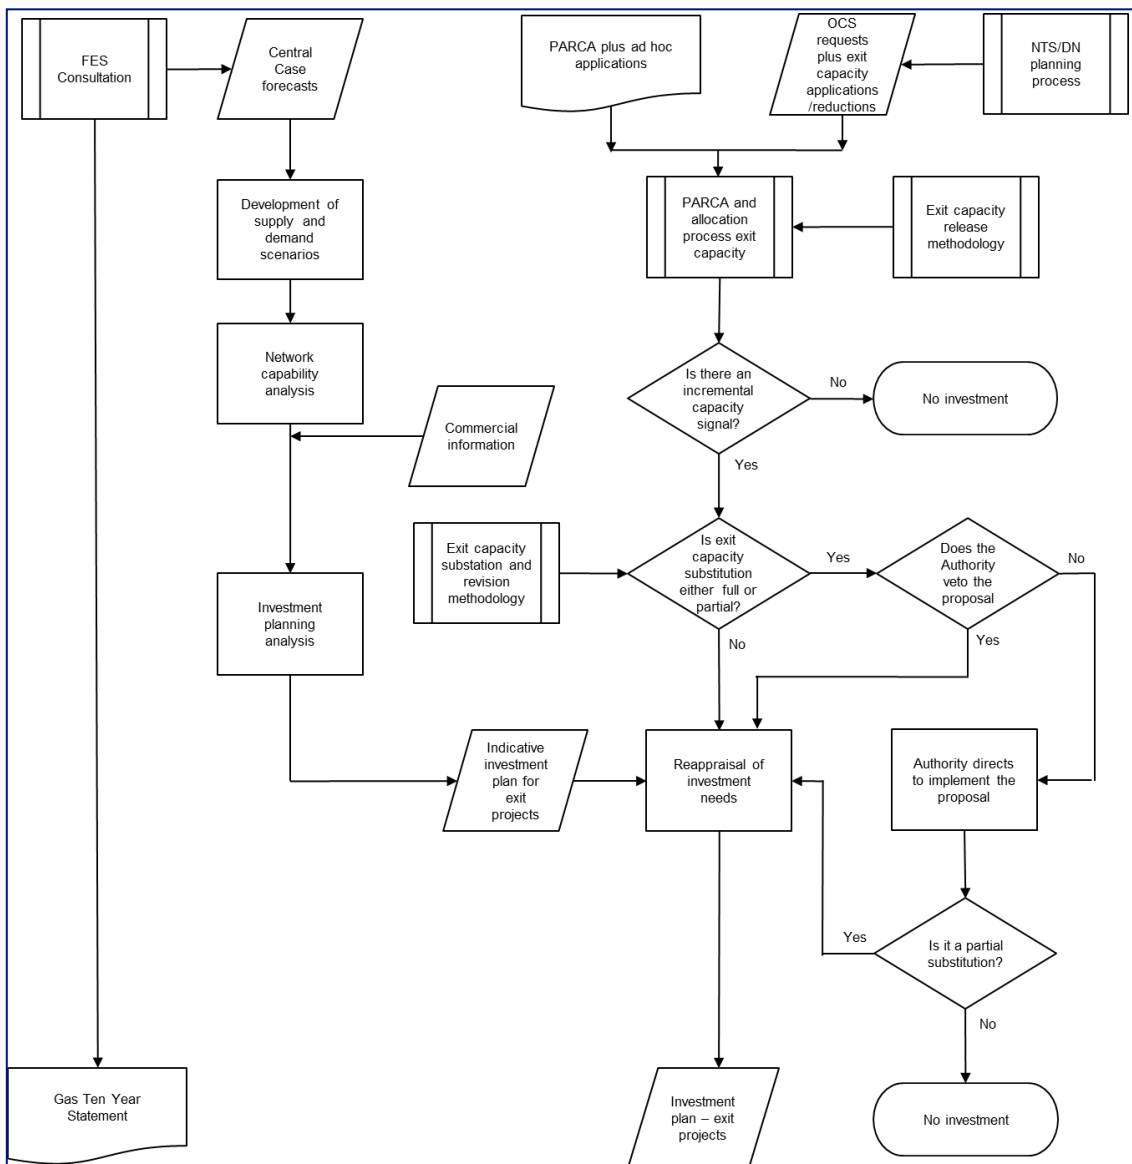 FES
Consultation
Central
Case
forecasts
PARCA plus ad hoc
applications
OCS
requests
plus exit
capacity
applications
/reductions
NTS/DN
planning
process
Development of
supply and
demand
scenarios
PARCA and
allocation
process exit
capacity
Exit capacity
release
methodology
Network
capability
analysis
Is there an
incremental
capacity
signal?
No
No investment
Commercial
information
Yes
Exit capacity
substation and
revision
methodology
Is exit
capacity
substitution
either full or
partial?
Yes
Does the
Authority
veto the
proposal
No
Investment
planning
analysis
No
Yes
Indicative
investment
plan for
exit
projects
Reappraisal of
investment
needs
Authority directs
to implement the
proposal
Yes
Is it a partial
substitution?
No
Gas Ten Year
Statement
Investment
plan – exit
projects
No investment